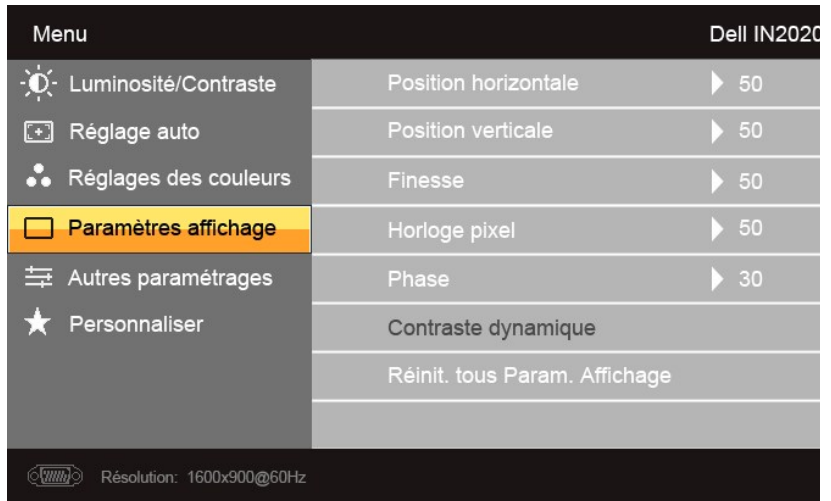 Menu Dell IN2020
Luminosité/Contraste
Réglage auto
Réglages des couleurs
Paramètres affichage
Autres paramétrages
Personnaliser
Position horizontale 50
Position verticale 50
Finesse 50
Horloge pixel 50
Phase 30
Contraste dynamique
Réinit. tous Param. Affichage
Résolution: 1600x900@60Hz